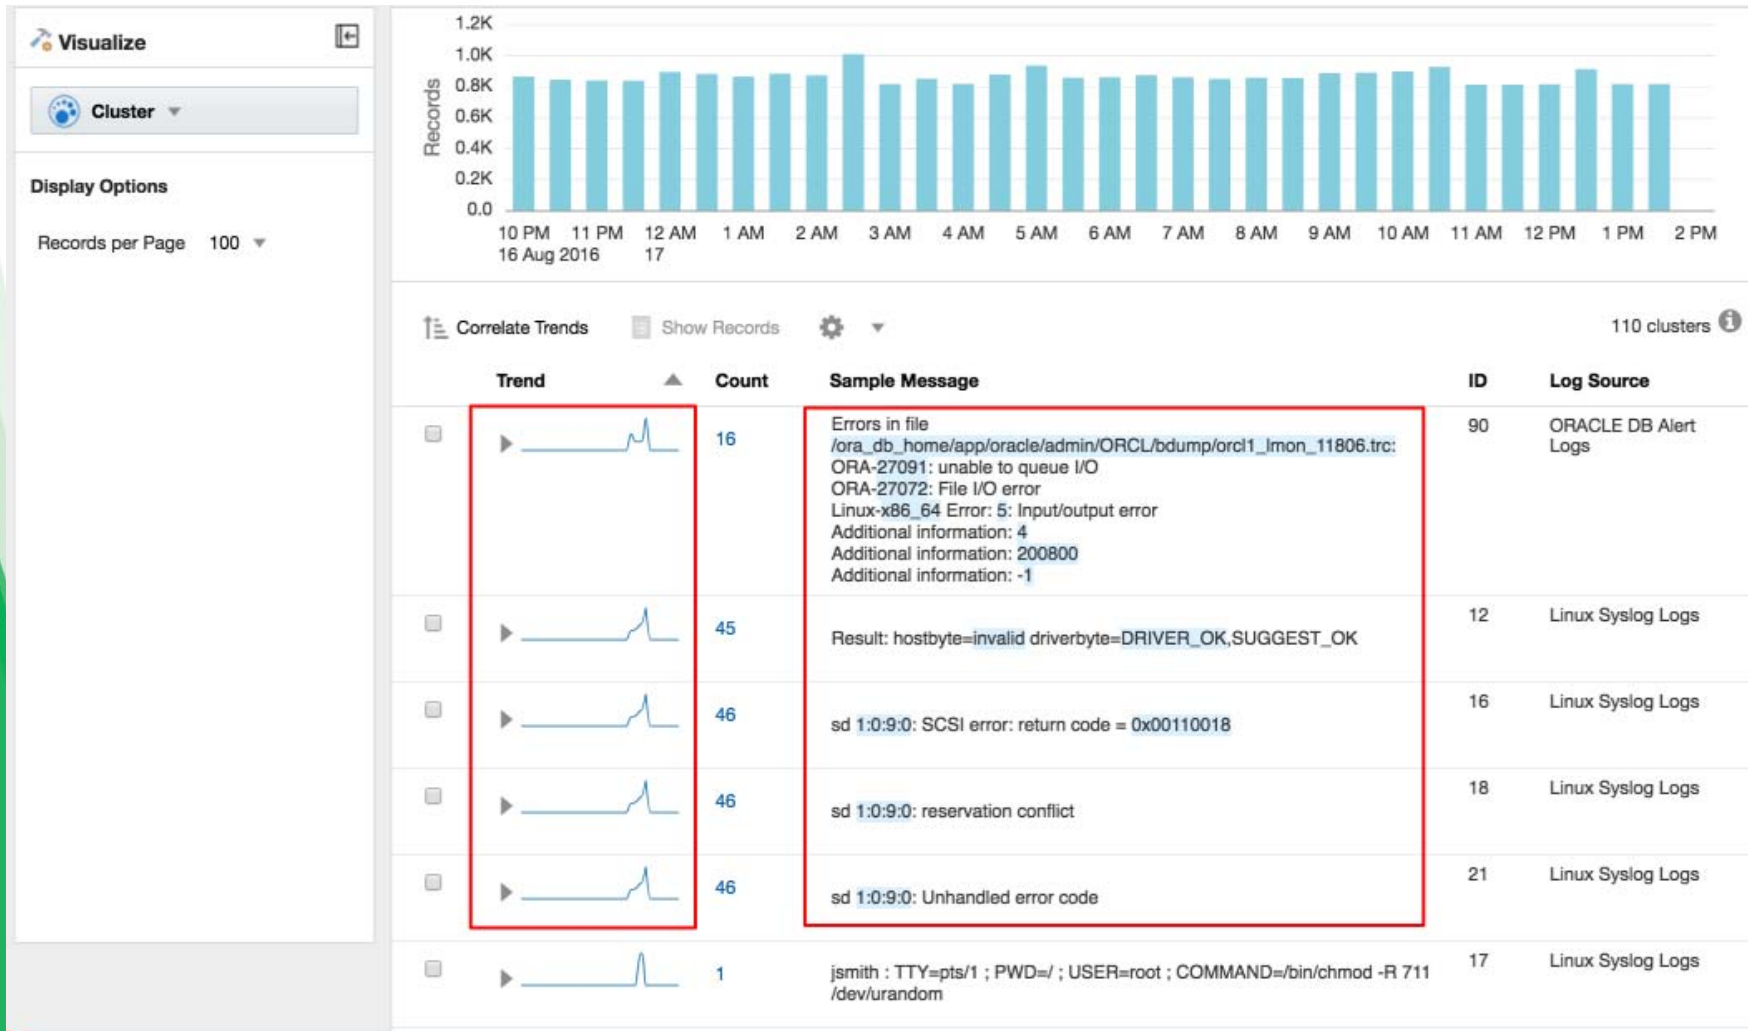 Visualize
Cluster
Display Options
Records per Page 100
Records
1.2K
1.0K
0.8K
0.6K
0.4K
0.2K
0.0
10 PM 11 PM 12 AM 1 AM 2 AM 3 AM 4 AM 5 AM 6 AM 7 AM 8 AM 9 AM 10 AM 11 AM 12 PM 1 PM 2 PM
16 Aug 2016 17
Correlate Trends Show Records 110 clusters
Trend Count Sample Message ID Log Source
16 Errors in file 90 ORACLE DB Alert
/ora_db_home/app/oracle/admin/ORCL/bdump/orcl1_lmon_11806.trc: Logs
ORA-27091: unable to queue I/O
ORA-27072: File I/O error
Linux-x86_64 Error: 5: Input/output error
Additional information: 4
Additional information: 200800
Additional information: -1
45 Result: hostbyte=invalid driverbyte=DRIVER_OK,SUGGEST_OK 12 Linux Syslog Logs
46 sd 1:0:9:0: SCSI error: return code = 0x00110018 16 Linux Syslog Logs
46 sd 1:0:9:0: reservation conflict 18 Linux Syslog Logs
46 sd 1:0:9:0: Unhandled error code 21 Linux Syslog Logs
1 jsmith : TTY=pts/1 ; PWD=/ ; USER=root ; COMMAND=/bin/chmod -R 711 17 Linux Syslog Logs
/dev/urandom